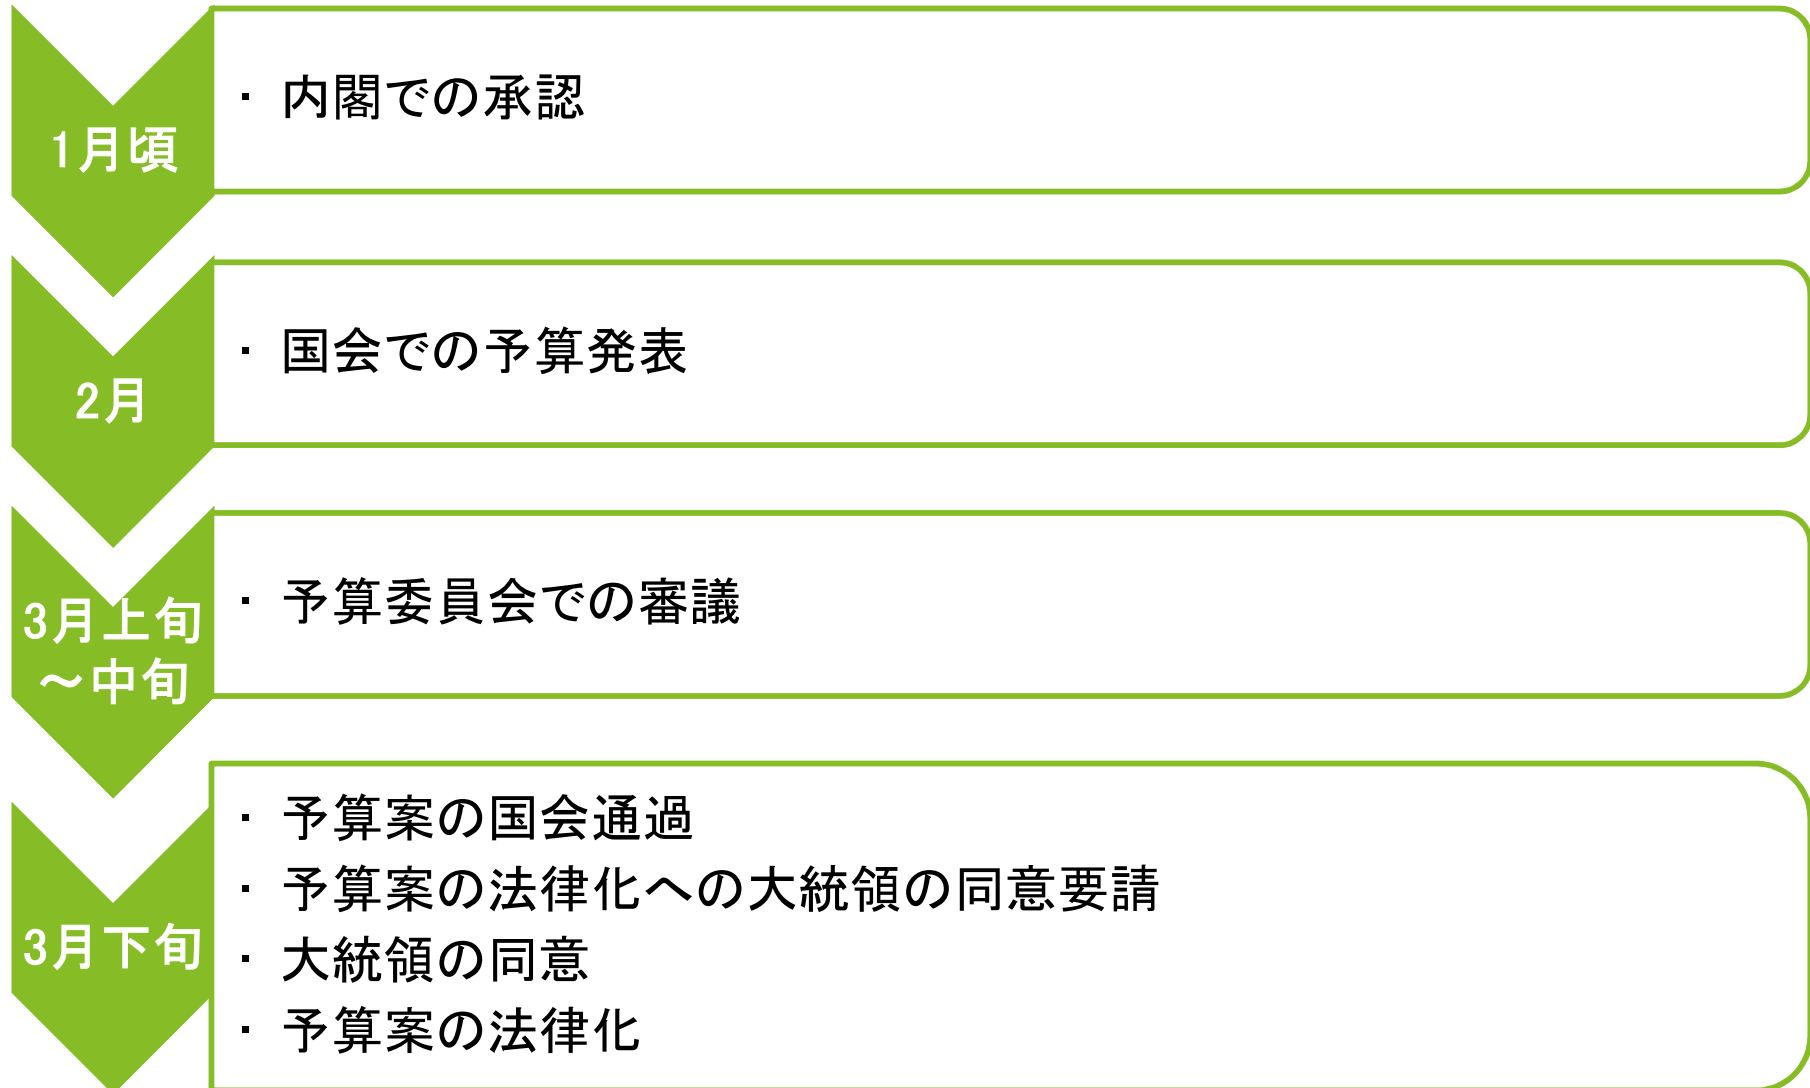 1月頃
・ 内閣での承認
2月
・ 国会での予算発表
3月上旬
～中旬
・ 予算委員会での審議
3月下旬
・ 予算案の国会通過
・ 予算案の法律化への大統領の同意要請
・ 大統領の同意
・ 予算案の法律化